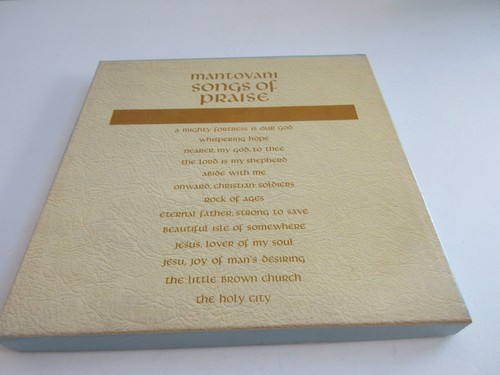 mantovani
songs of
praise
a mighty fortress is our god
whispering hope
nearer, my god, to thee
the lord is my shepherd
abide with me
onward, christian soldiers
rock of ages
eternal father, strong to save
beautiful isle of somewhere
jesus, lover of my soul
jesu, joy of man's desiring
the little brown church
the holy city